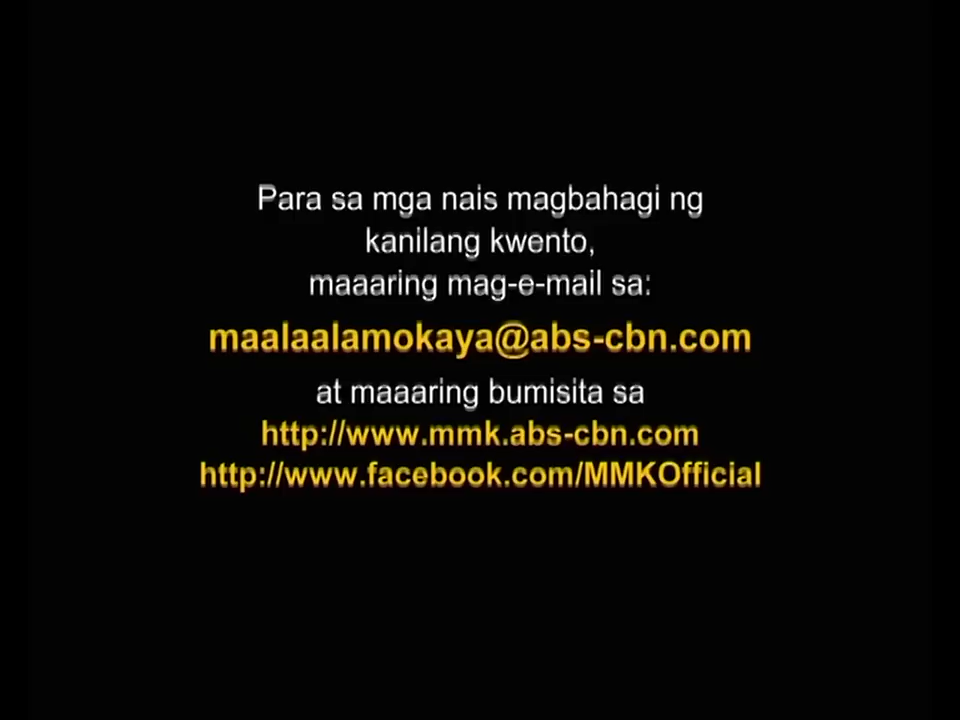 Para sa mga nais magbahagi ng
kanilang kwento,
maaaring mag-e-mail sa:
maalaalamokaya@abs-cbn.com
at maaaring bumisita sa
http://www.mmk.abs-cbn.com
http://www.facebook.com/MMKOfficial